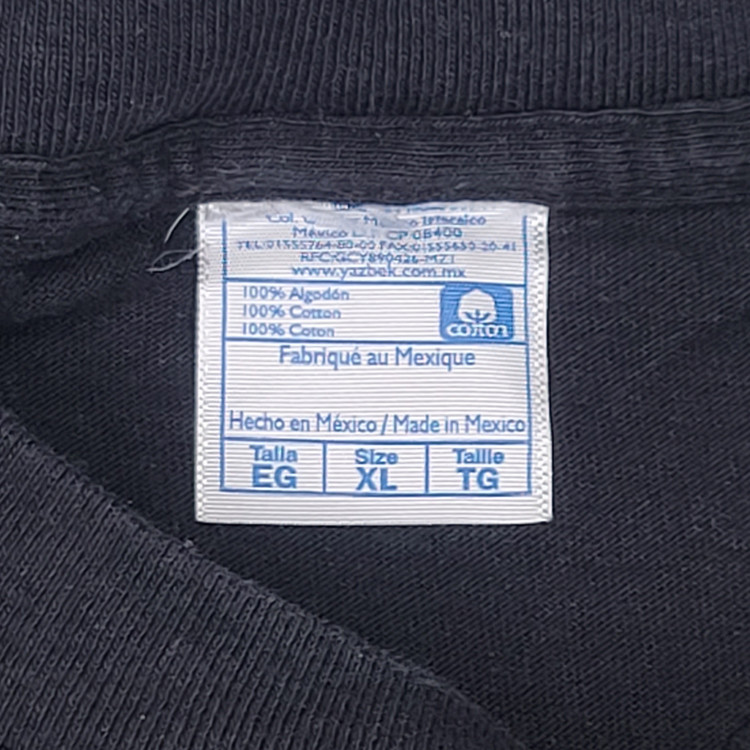 Col.
México D.F. CP 08400
www.yazbek.com.mx
100% Algodón
100% Cotton
100% Coton
COTTON
Fabriqué au Mexique
Hecho en México / Made in Mexico
Talla Size Taille
EG XL TG